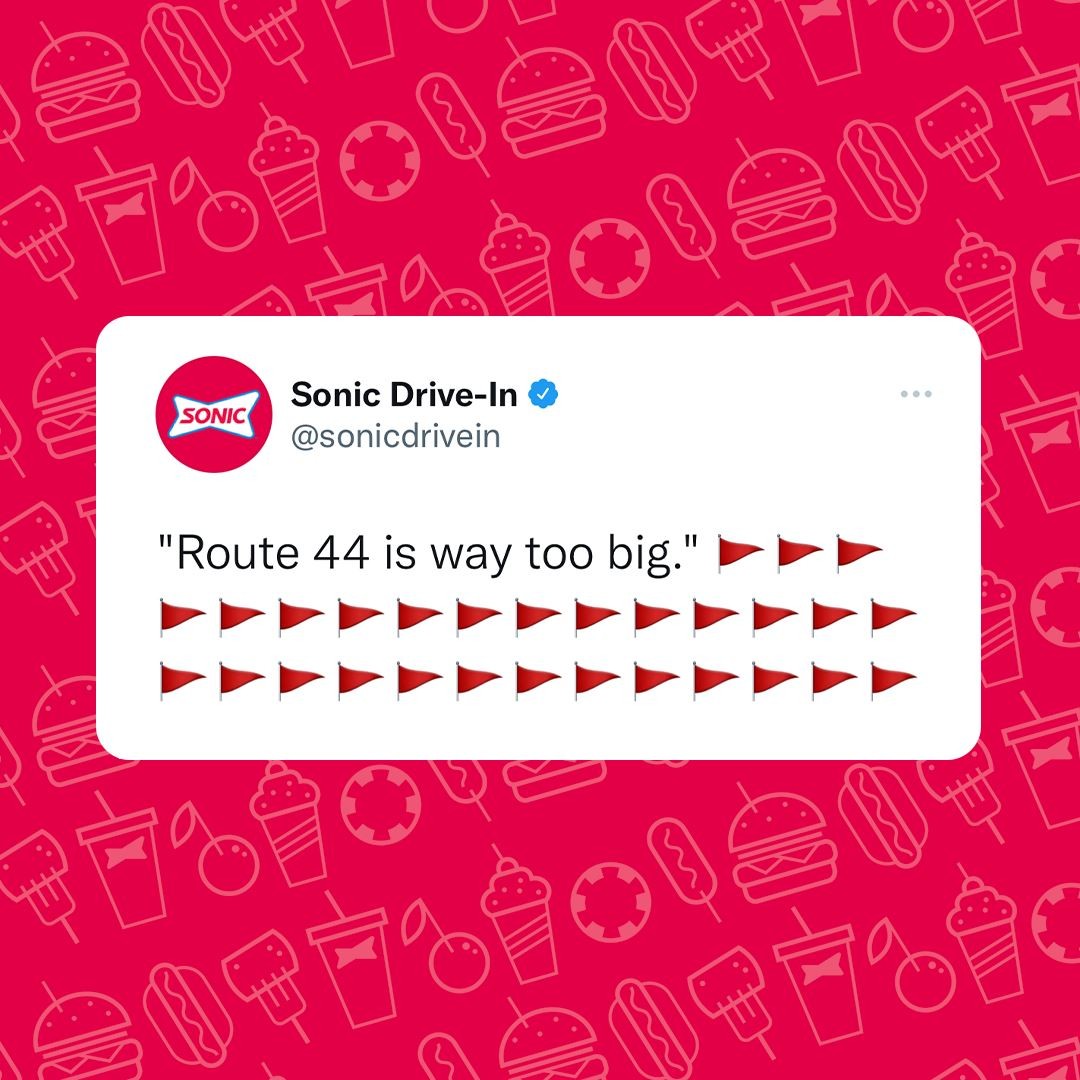 SONIC
Sonic Drive-In
@sonicdrivein
"Route 44 is way too big." 🚩🚩🚩
🚩🚩🚩🚩🚩🚩🚩🚩🚩🚩🚩🚩🚩
🚩🚩🚩🚩🚩🚩🚩🚩🚩🚩🚩🚩🚩